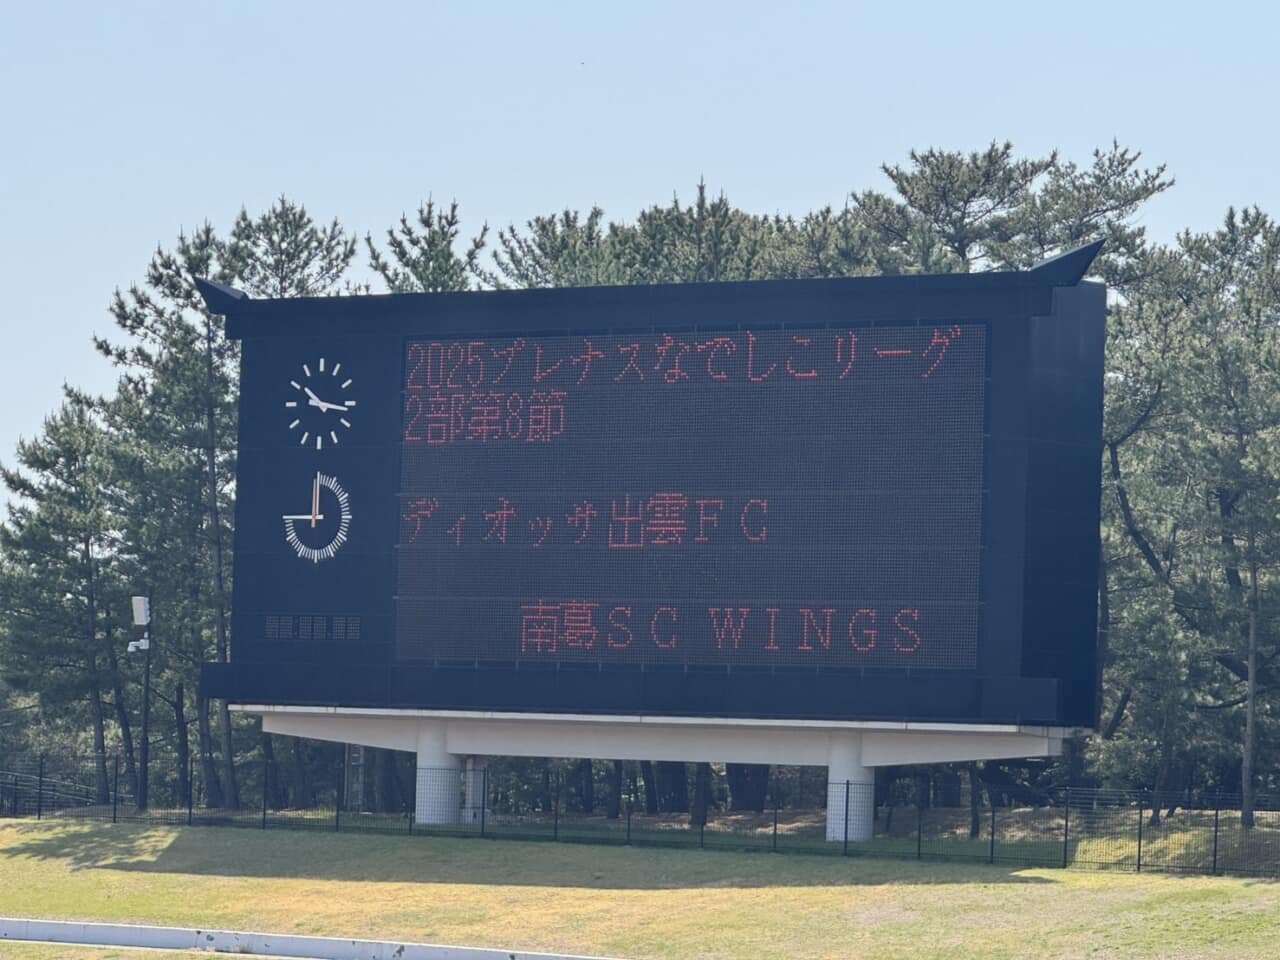 2025プレナスなでしこリーグ
2部第8節
ディオッサ出雲FC
VS
南葛SC WINGS